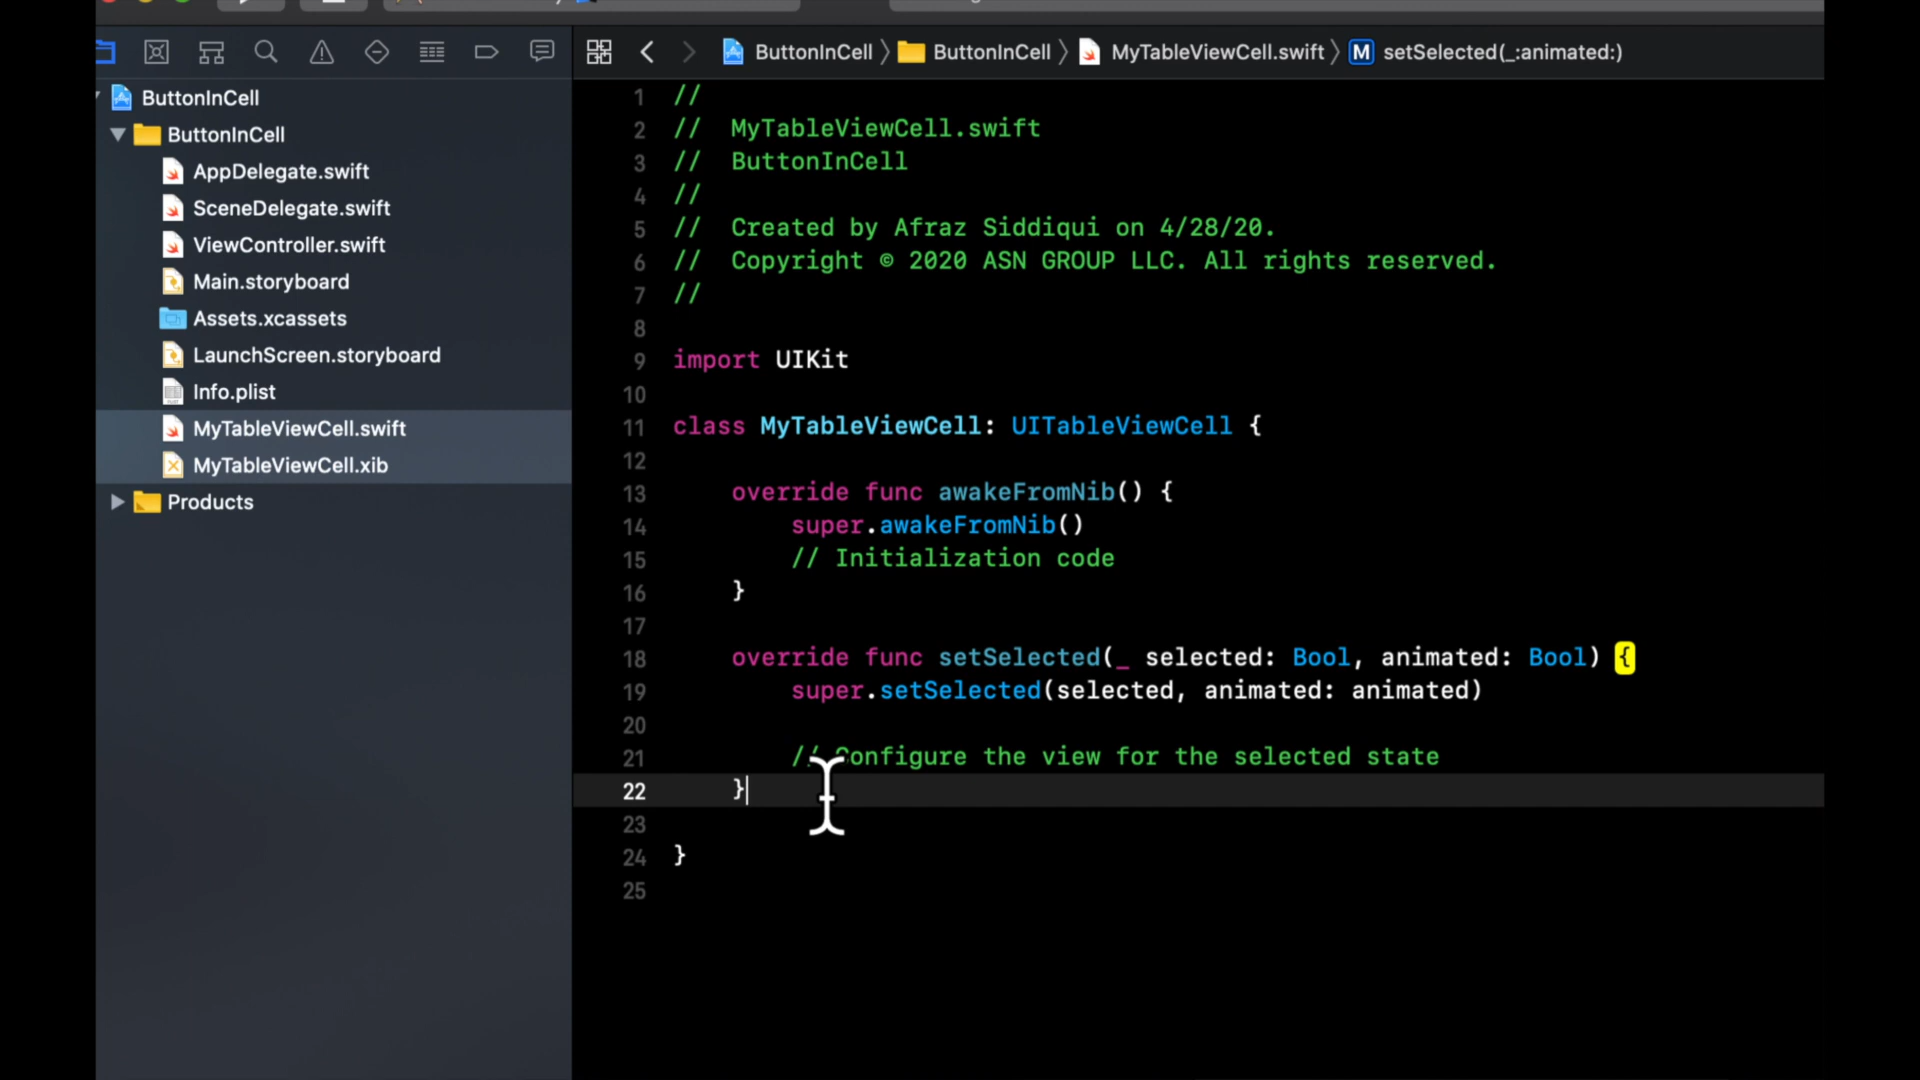 ButtonInCell
ButtonInCell
AppDelegate.swift
SceneDelegate.swift
ViewController.swift
Main.storyboard
Assets.xcassets
LaunchScreen.storyboard
Info.plist
MyTableViewCell.swift
MyTableViewCell.xib
Products
ButtonInCell 〉 ButtonInCell 〉 MyTableViewCell.swift 〉 M setSelected(_:animated:)
1 //
2 //  MyTableViewCell.swift
3 //  ButtonInCell
4 //
5 //  Created by Afraz Siddiqui on 4/28/20.
6 //  Copyright © 2020 ASN GROUP LLC. All rights reserved.
7 //
8
9 import UIKit
10
11 class MyTableViewCell: UITableViewCell {
12
13     override func awakeFromNib() {
14         super.awakeFromNib()
15         // Initialization code
16     }
17
18     override func setSelected(_ selected: Bool, animated: Bool) {
19         super.setSelected(selected, animated: animated)
20
21         // Configure the view for the selected state
22     }
23
24 }
25